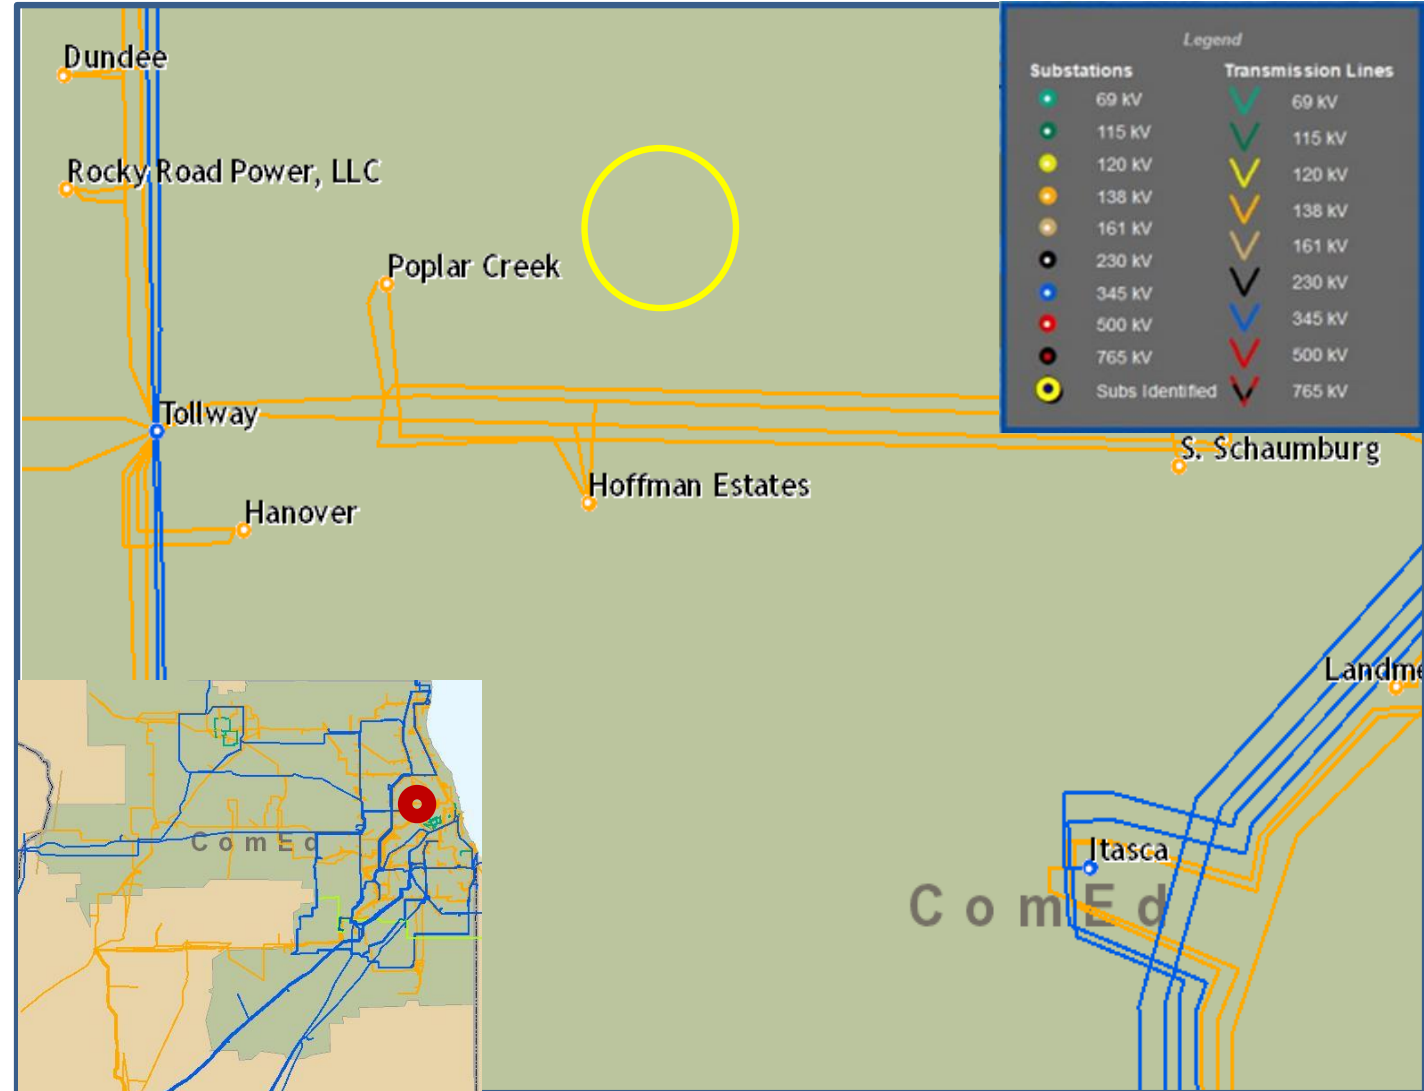 Dundee
Rocky Road Power, LLC
Poplar Creek
Tollway
Hoffman Estates
Hanover
S. Schaumburg
Landme
Itasca
ComEd
ComEd
Legend
Substations
69 kV
115 kV
120 kV
138 kV
161 kV
230 kV
345 kV
500 kV
765 kV
Subs Identified
Transmission Lines
69 kV
115 kV
120 kV
138 kV
161 kV
230 kV
345 kV
500 kV
765 kV